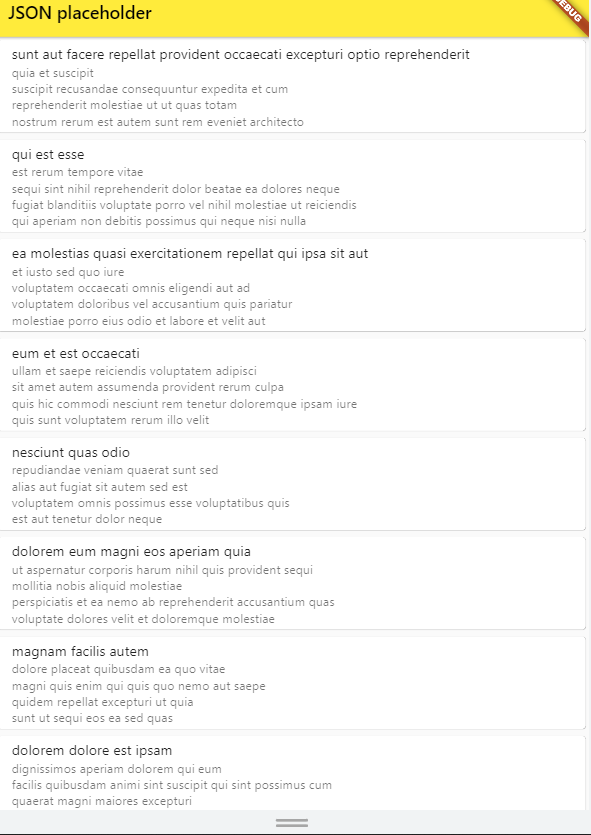 JSON placeholder
DEBUG
sunt aut facere repellat provident occaecati excepturi optio reprehenderit
quia et suscipit
suscipit recusandae consequuntur expedita et cum
reprehenderit molestiae ut ut quas totam
nostrum rerum est autem sunt rem eveniet architecto
qui est esse
est rerum tempore vitae
sequi sint nihil reprehenderit dolor beatae ea dolores neque
fugiat blanditiis voluptate porro vel nihil molestiae ut reiciendis
qui aperiam non debitis possimus qui neque nisi nulla
ea molestias quasi exercitationem repellat qui ipsa sit aut
et iusto sed quo iure
voluptatem occaecati omnis eligendi aut ad
voluptatem doloribus vel accusantium quis pariatur
molestiae porro eius odio et labore et velit aut
eum et est occaecati
ullam et saepe reiciendis voluptatem adipisci
sit amet autem assumenda provident rerum culpa
quis hic commodi nesciunt rem tenetur doloremque ipsam iure
quis sunt voluptatem rerum illo velit
nesciunt quas odio
repudiandae veniam quaerat sunt sed
alias aut fugiat sit autem sed est
voluptatem omnis possimus esse voluptatibus quis
est aut tenetur dolor neque
dolorem eum magni eos aperiam quia
ut aspernatur corporis harum nihil quis provident sequi
mollitia nobis aliquid molestiae
perspiciatis et ea nemo ab reprehenderit accusantium quas
voluptate dolores velit et doloremque molestiae
magnam facilis autem
dolore placeat quibusdam ea quo vitae
magni quis enim qui quis quo nemo aut saepe
quidem repellat excepturi ut quia
sunt ut sequi eos ea sed quas
dolorem dolore est ipsam
dignissimos aperiam dolorem qui eum
facilis quibusdam animi sint suscipit qui sint possimus cum
quaerat magni maiores excepturi